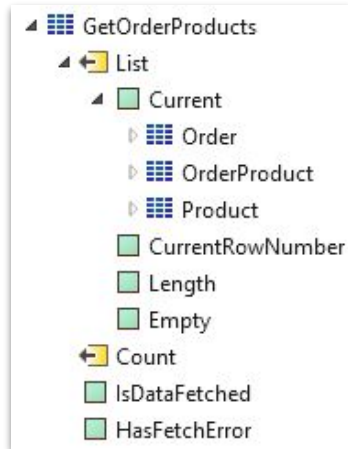 GetOrderProducts
List
Current
Order
OrderProduct
Product
CurrentRowNumber
Length
Empty
Count
IsDataFetched
HasFetchError